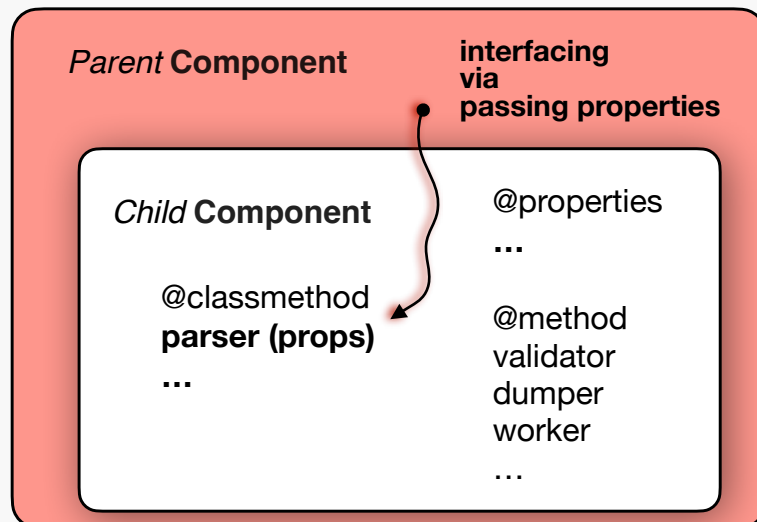 Parent Component
interfacing
via
passing properties
Child Component
@classmethod
parser (props)
...
@properties
...
@method
validator
dumper
worker
...